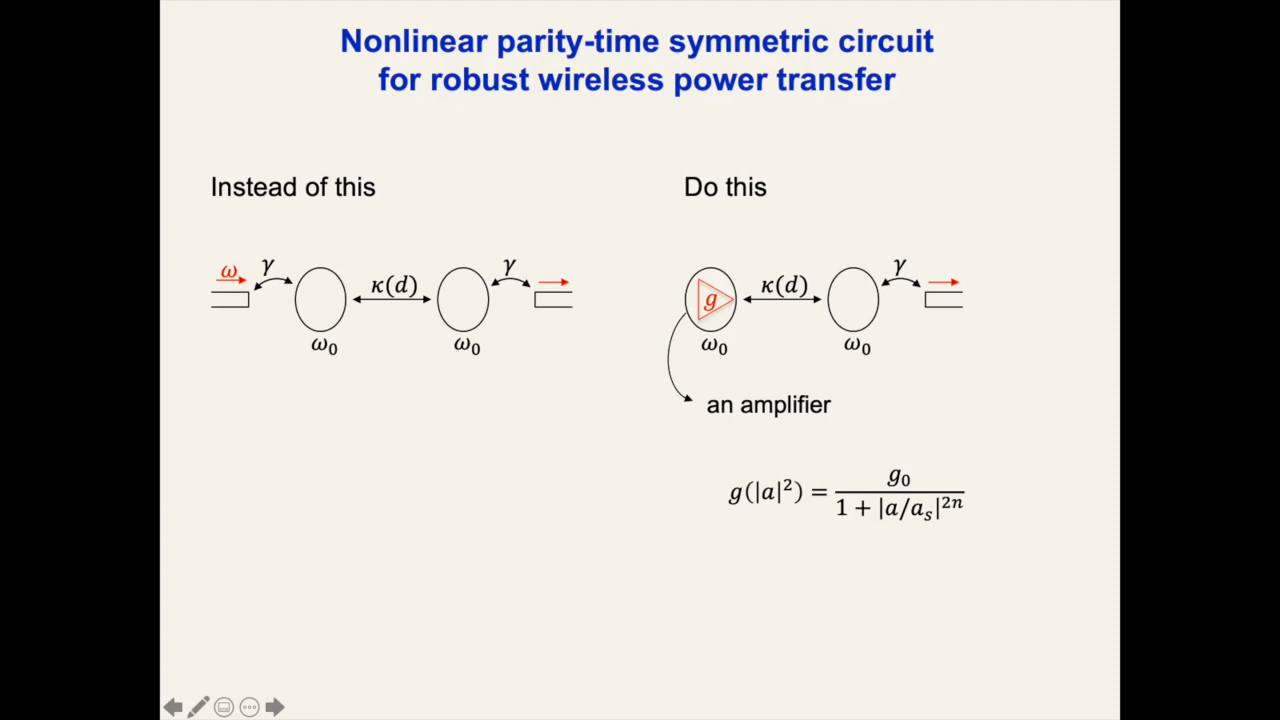 Nonlinear parity-time symmetric circuit
for robust wireless power transfer
Instead of this
Do this
ω γ κ(d) γ
ω₀ ω₀
g κ(d) γ
ω₀ ω₀
an amplifier
g(|a|²) = g₀ / (1 + |a/aₛ|²ⁿ)